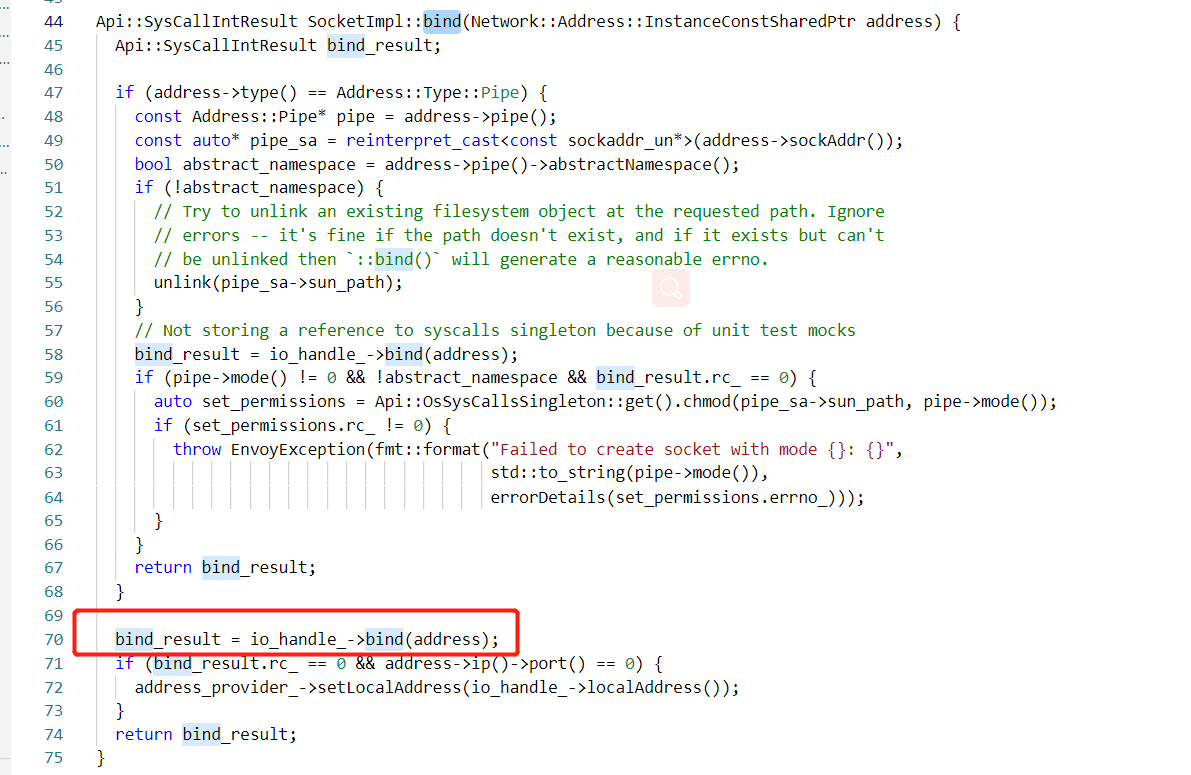 44 Api::SysCallIntResult SocketImpl::bind(Network::Address::InstanceConstSharedPtr address) {
45   Api::SysCallIntResult bind_result;
46
47   if (address->type() == Address::Type::Pipe) {
48     const Address::Pipe* pipe = address->pipe();
49     const auto* pipe_sa = reinterpret_cast<const sockaddr_un*>(address->sockAddr());
50     bool abstract_namespace = address->pipe()->abstractNamespace();
51     if (!abstract_namespace) {
52       // Try to unlink an existing filesystem object at the requested path. Ignore
53       // errors -- it's fine if the path doesn't exist, and if it exists but can't
54       // be unlinked then `::bind()` will generate a reasonable errno.
55       unlink(pipe_sa->sun_path);
56     }
57     // Not storing a reference to syscalls singleton because of unit test mocks
58     bind_result = io_handle_->bind(address);
59     if (pipe->mode() != 0 && !abstract_namespace && bind_result.rc_ == 0) {
60       auto set_permissions = Api::OsSysCallsSingleton::get().chmod(pipe_sa->sun_path, pipe->mode());
61       if (set_permissions.rc_ != 0) {
62         throw EnvoyException(fmt::format("Failed to create socket with mode {}: {}",
63                                          std::to_string(pipe->mode()),
64                                          errorDetails(set_permissions.errno_)));
65       }
66     }
67     return bind_result;
68   }
69
70   bind_result = io_handle_->bind(address);
71   if (bind_result.rc_ == 0 && address->ip()->port() == 0) {
72     address_provider_->setLocalAddress(io_handle_->localAddress());
73   }
74   return bind_result;
75 }